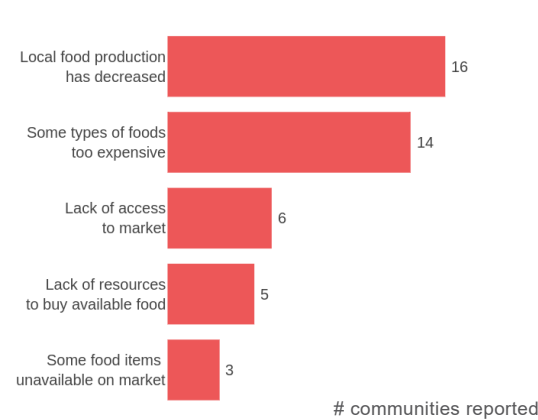 Local food production
has decreased
16
Some types of foods
too expensive
14
Lack of access
to market
6
Lack of resources
to buy available food
5
Some food items
unavailable on market
3
# communities reported